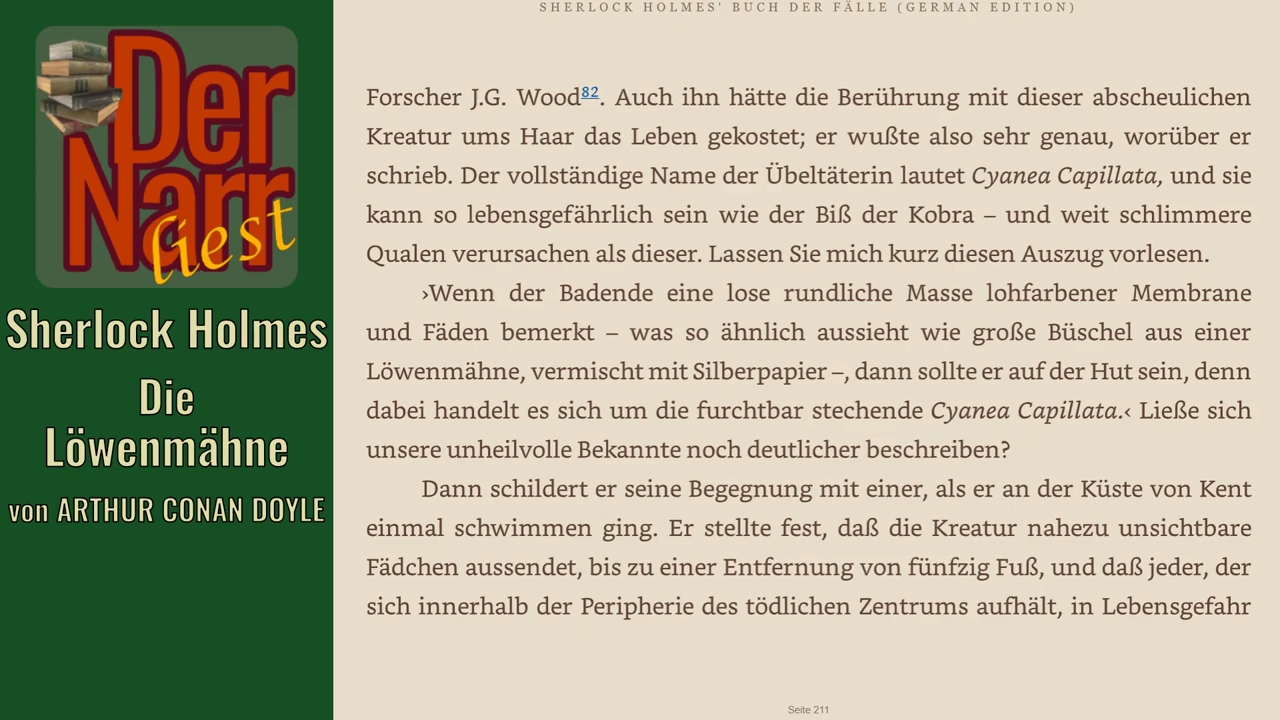 Der
Narr
liest
Sherlock Holmes
Die
Löwenmähne
von ARTHUR CONAN DOYLE
SHERLOCK HOLMES' BUCH DER FÄLLE (GERMAN EDITION)
Forscher J.G. Wood82. Auch ihn hätte die Berührung mit dieser abscheulichen
Kreatur ums Haar das Leben gekostet; er wußte also sehr genau, worüber er
schrieb. Der vollständige Name der Übeltäterin lautet Cyanea Capillata, und sie
kann so lebensgefährlich sein wie der Biß der Kobra – und weit schlimmere
Qualen verursachen als dieser. Lassen Sie mich kurz diesen Auszug vorlesen.
›Wenn der Badende eine lose rundliche Masse lohfarbener Membrane
und Fäden bemerkt – was so ähnlich aussieht wie große Büschel aus einer
Löwenmähne, vermischt mit Silberpapier –, dann sollte er auf der Hut sein, denn
dabei handelt es sich um die furchtbar stechende Cyanea Capillata.‹ Ließe sich
unsere unheilvolle Bekannte noch deutlicher beschreiben?
Dann schildert er seine Begegnung mit einer, als er an der Küste von Kent
einmal schwimmen ging. Er stellte fest, daß die Kreatur nahezu unsichtbare
Fädchen aussendet, bis zu einer Entfernung von fünfzig Fuß, und daß jeder, der
sich innerhalb der Peripherie des tödlichen Zentrums aufhält, in Lebensgefahr
Seite 211